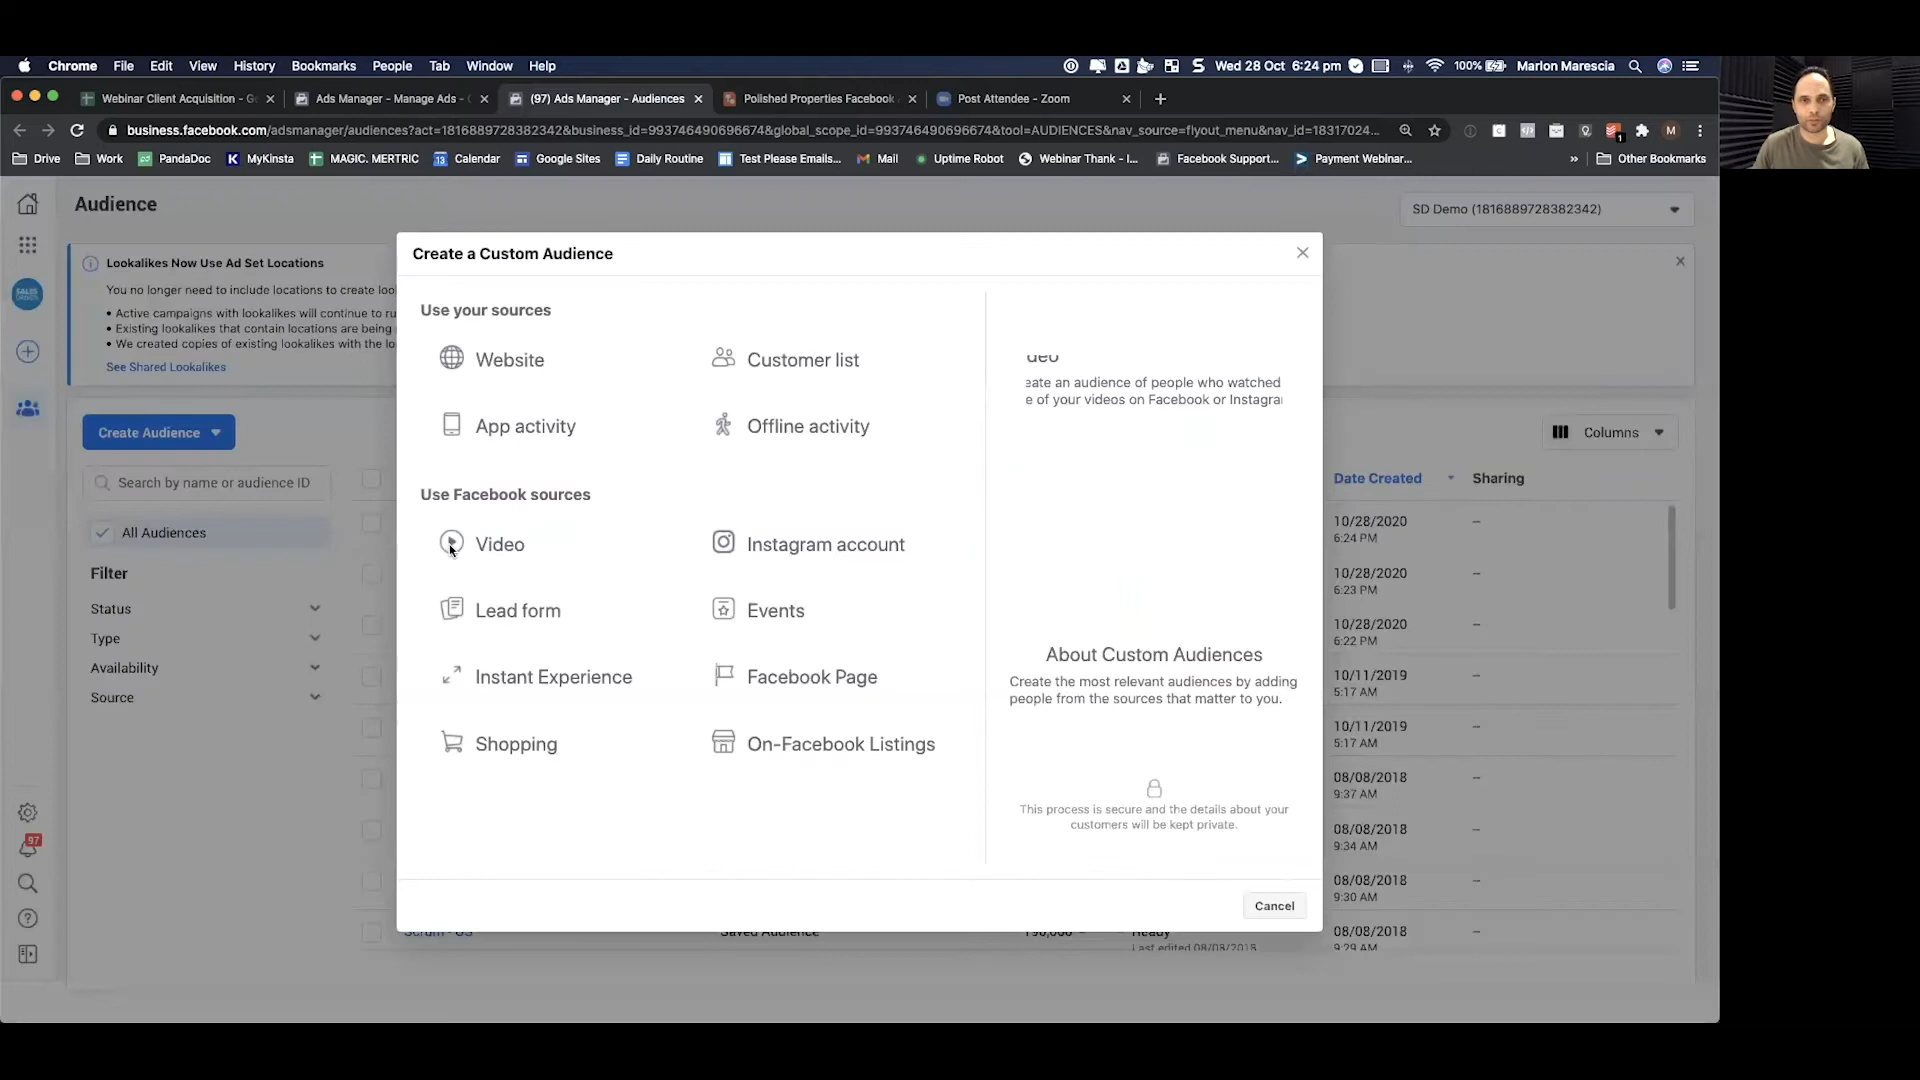 Chrome File Edit View History Bookmarks People Tab Window Help
Wed 28 Oct 6:24 pm 100% Marlon Marescia
Webinar Client Acquisition - G
Ads Manager - Manage Ads -
(97) Ads Manager - Audiences
Polished Properties Facebook
Post Attendee - Zoom
business.facebook.com/adsmanager/audiences?act=1816889728382342&business_id=993746490696674&global_scope_id=993746490696674&tool=AUDIENCES&nav_source=flyout_menu&nav_id=18317024...
M
1
Drive Work PandaDoc MyKinsta MAGIC. MERTRIC Calendar Google Sites Daily Routine Test Please Emails... Mail Uptime Robot Webinar Thank - I... Facebook Support... Payment Webinar... » Other Bookmarks
Audience
SD Demo (1816889728382342)
Lookalikes Now Use Ad Set Locations
You no longer need to include locations to create loo
• Active campaigns with lookalikes will continue to ru
• Existing lookalikes that contain locations are being
• We created copies of existing lookalikes with the lo
See Shared Lookalikes
Create Audience
Search by name or audience ID
All Audiences
Filter
Status
Type
Availability
Source
97
Create a Custom Audience
Use your sources
Website
Customer list
App activity
Offline activity
Use Facebook sources
Video
Instagram account
Lead form
Events
Instant Experience
Facebook Page
Shopping
On-Facebook Listings
deo
eate an audience of people who watched
e of your videos on Facebook or Instagra
About Custom Audiences
Create the most relevant audiences by adding
people from the sources that matter to you.
This process is secure and the details about your
customers will be kept private.
Cancel
Columns
Date Created Sharing
10/28/2020 --
6:24 PM
10/28/2020 --
6:23 PM
10/28/2020 --
6:22 PM
10/11/2019 --
5:17 AM
10/11/2019 --
5:17 AM
08/08/2018 --
9:37 AM
08/08/2018 --
9:34 AM
08/08/2018 --
9:30 AM
08/08/2018 --
9:29 AM
Scrum - US Saved Audience 190,000 Ready
Last edited 08/08/2018